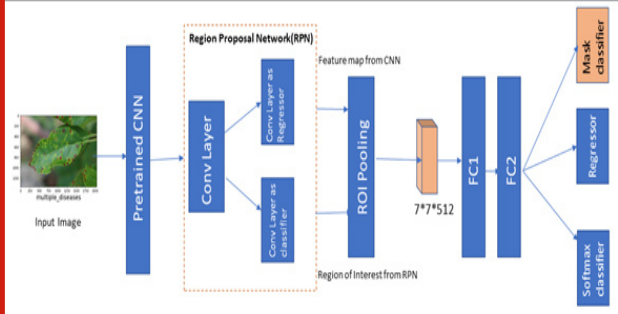 Region Proposal Network(RPN)
Feature map from CNN
Mask
classifier
Pretrained CNN
Conv Layer
Conv Layer as
Regressor
Conv Layer as
classifier
ROI Pooling
7*7*512
FC1
FC2
Regressor
Softmax
classifier
multiple_diseases
Input Image
Region of Interest from RPN